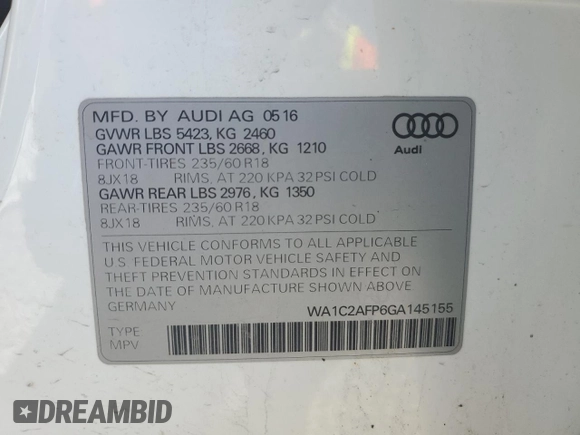 MFD. BY AUDI AG 0516
GVWR LBS 5423, KG 2460
GAWR FRONT LBS 2668, KG 1210
FRONT-TIRES 235/60 R18
8JX18 RIMS, AT 220 KPA 32 PSI COLD
GAWR REAR LBS 2976, KG 1350
REAR-TIRES 235/60 R18
8JX18 RIMS, AT 220 KPA 32 PSI COLD
Audi
THIS VEHICLE CONFORMS TO ALL APPLICABLE
U.S. FEDERAL MOTOR VEHICLE SAFETY AND
THEFT PREVENTION STANDARDS IN EFFECT ON
THE DATE OF MANUFACTURE SHOWN ABOVE
GERMANY WA1C2AFP6GA145155
TYPE
MPV
DREAMBID